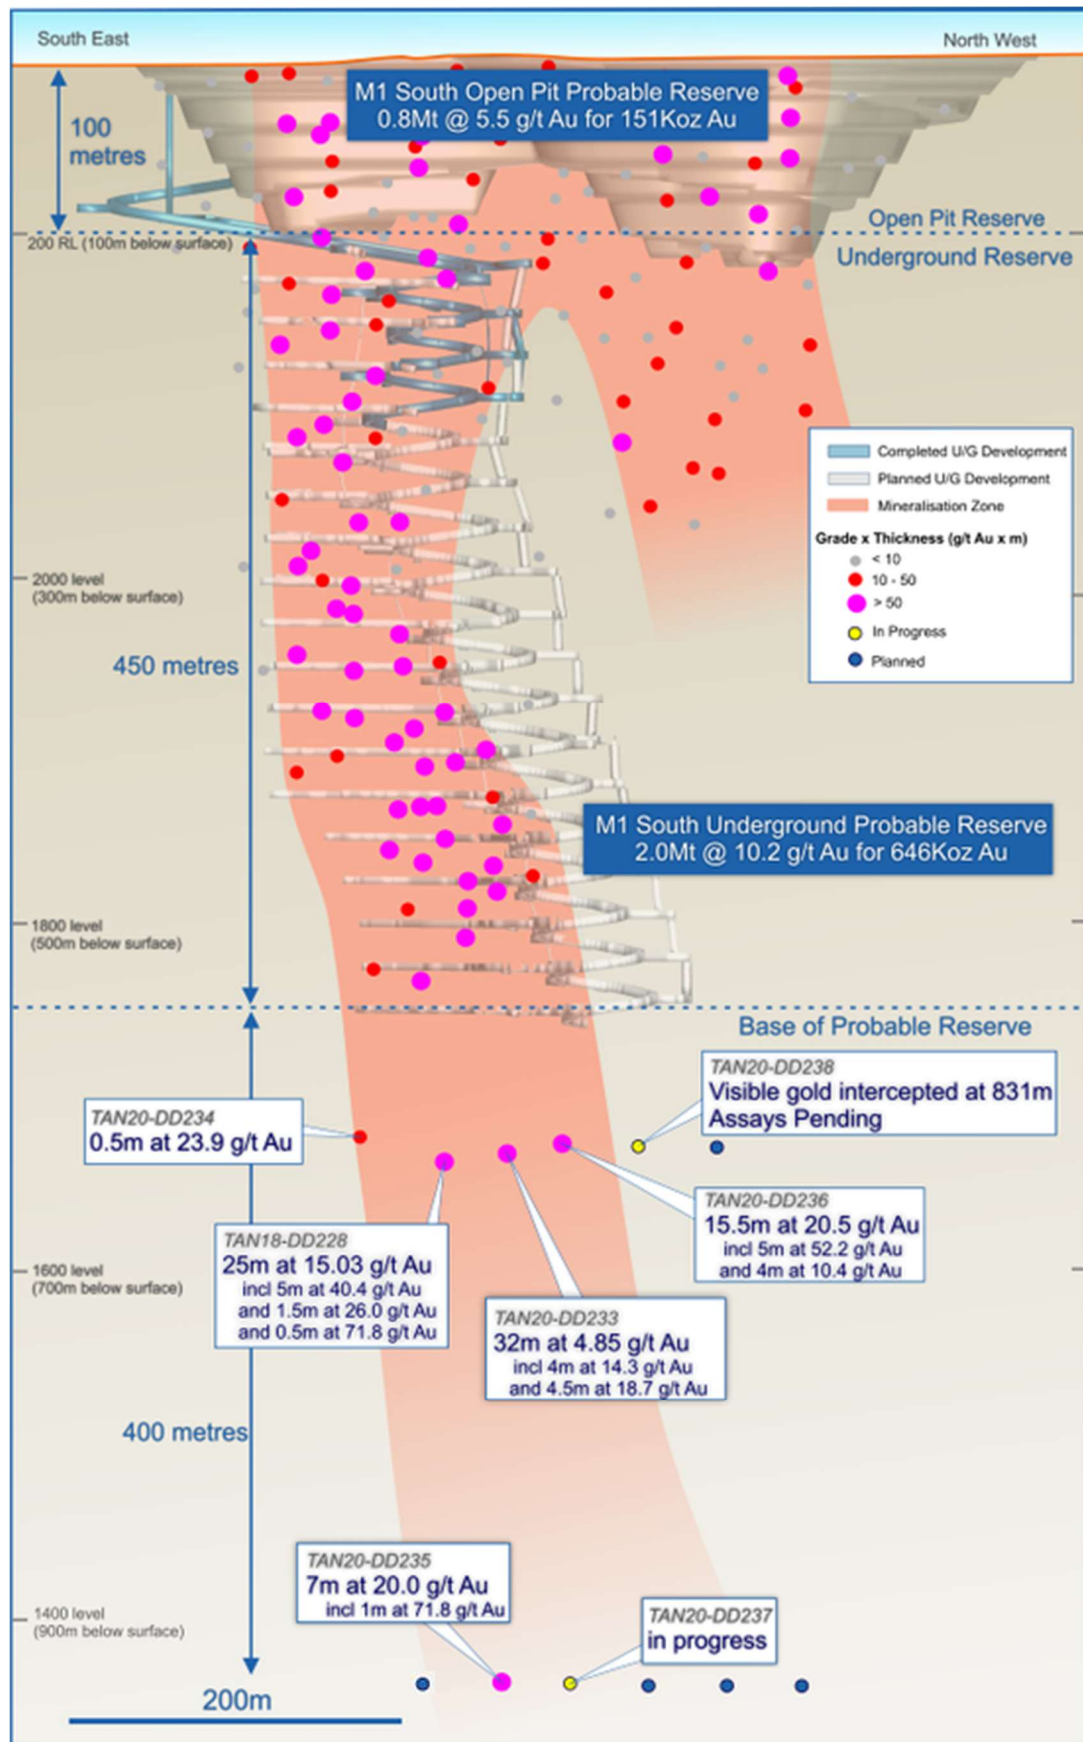 South East
North West
M1 South Open Pit Probable Reserve
0.8Mt @ 5.5 g/t Au for 151Koz Au
100
metres
Open Pit Reserve
200 RL (100m below surface)
Underground Reserve
Completed U/G Development
Planned U/G Development
Mineralisation Zone
Grade x Thickness (g/t Au x m)
< 10
10 - 50
> 50
In Progress
Planned
2000 level
(300m below surface)
450 metres
M1 South Underground Probable Reserve
2.0Mt @ 10.2 g/t Au for 646Koz Au
1800 level
(500m below surface)
Base of Probable Reserve
TAN20-DD238
Visible gold intercepted at 831m
Assays Pending
TAN20-DD234
0.5m at 23.9 g/t Au
TAN20-DD236
15.5m at 20.5 g/t Au
incl 5m at 52.2 g/t Au
and 4m at 10.4 g/t Au
TAN18-DD228
25m at 15.03 g/t Au
incl 5m at 40.4 g/t Au
and 1.5m at 26.0 g/t Au
and 0.5m at 71.8 g/t Au
1600 level
(700m below surface)
TAN20-DD233
32m at 4.85 g/t Au
incl 4m at 14.3 g/t Au
and 4.5m at 18.7 g/t Au
400 metres
TAN20-DD235
7m at 20.0 g/t Au
incl 1m at 71.8 g/t Au
TAN20-DD237
in progress
1400 level
(900m below surface)
200m